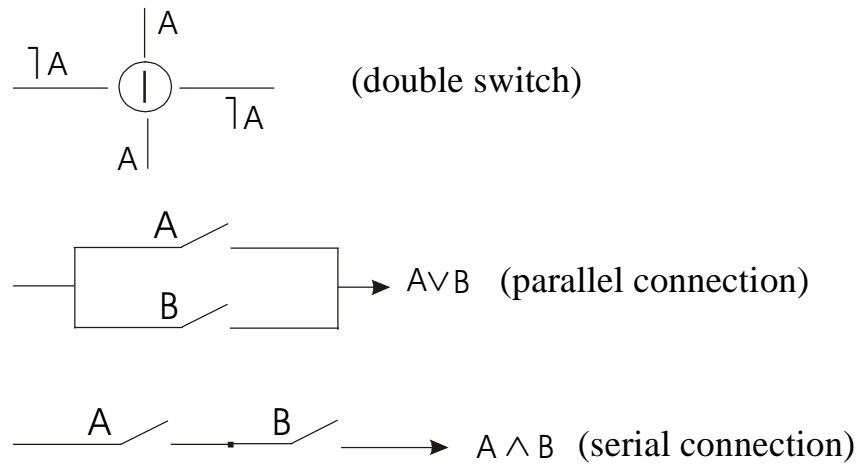 A
⌉A
(double switch)
⌉A
A
A
A∨B (parallel connection)
B
A B
A ∧ B (serial connection)